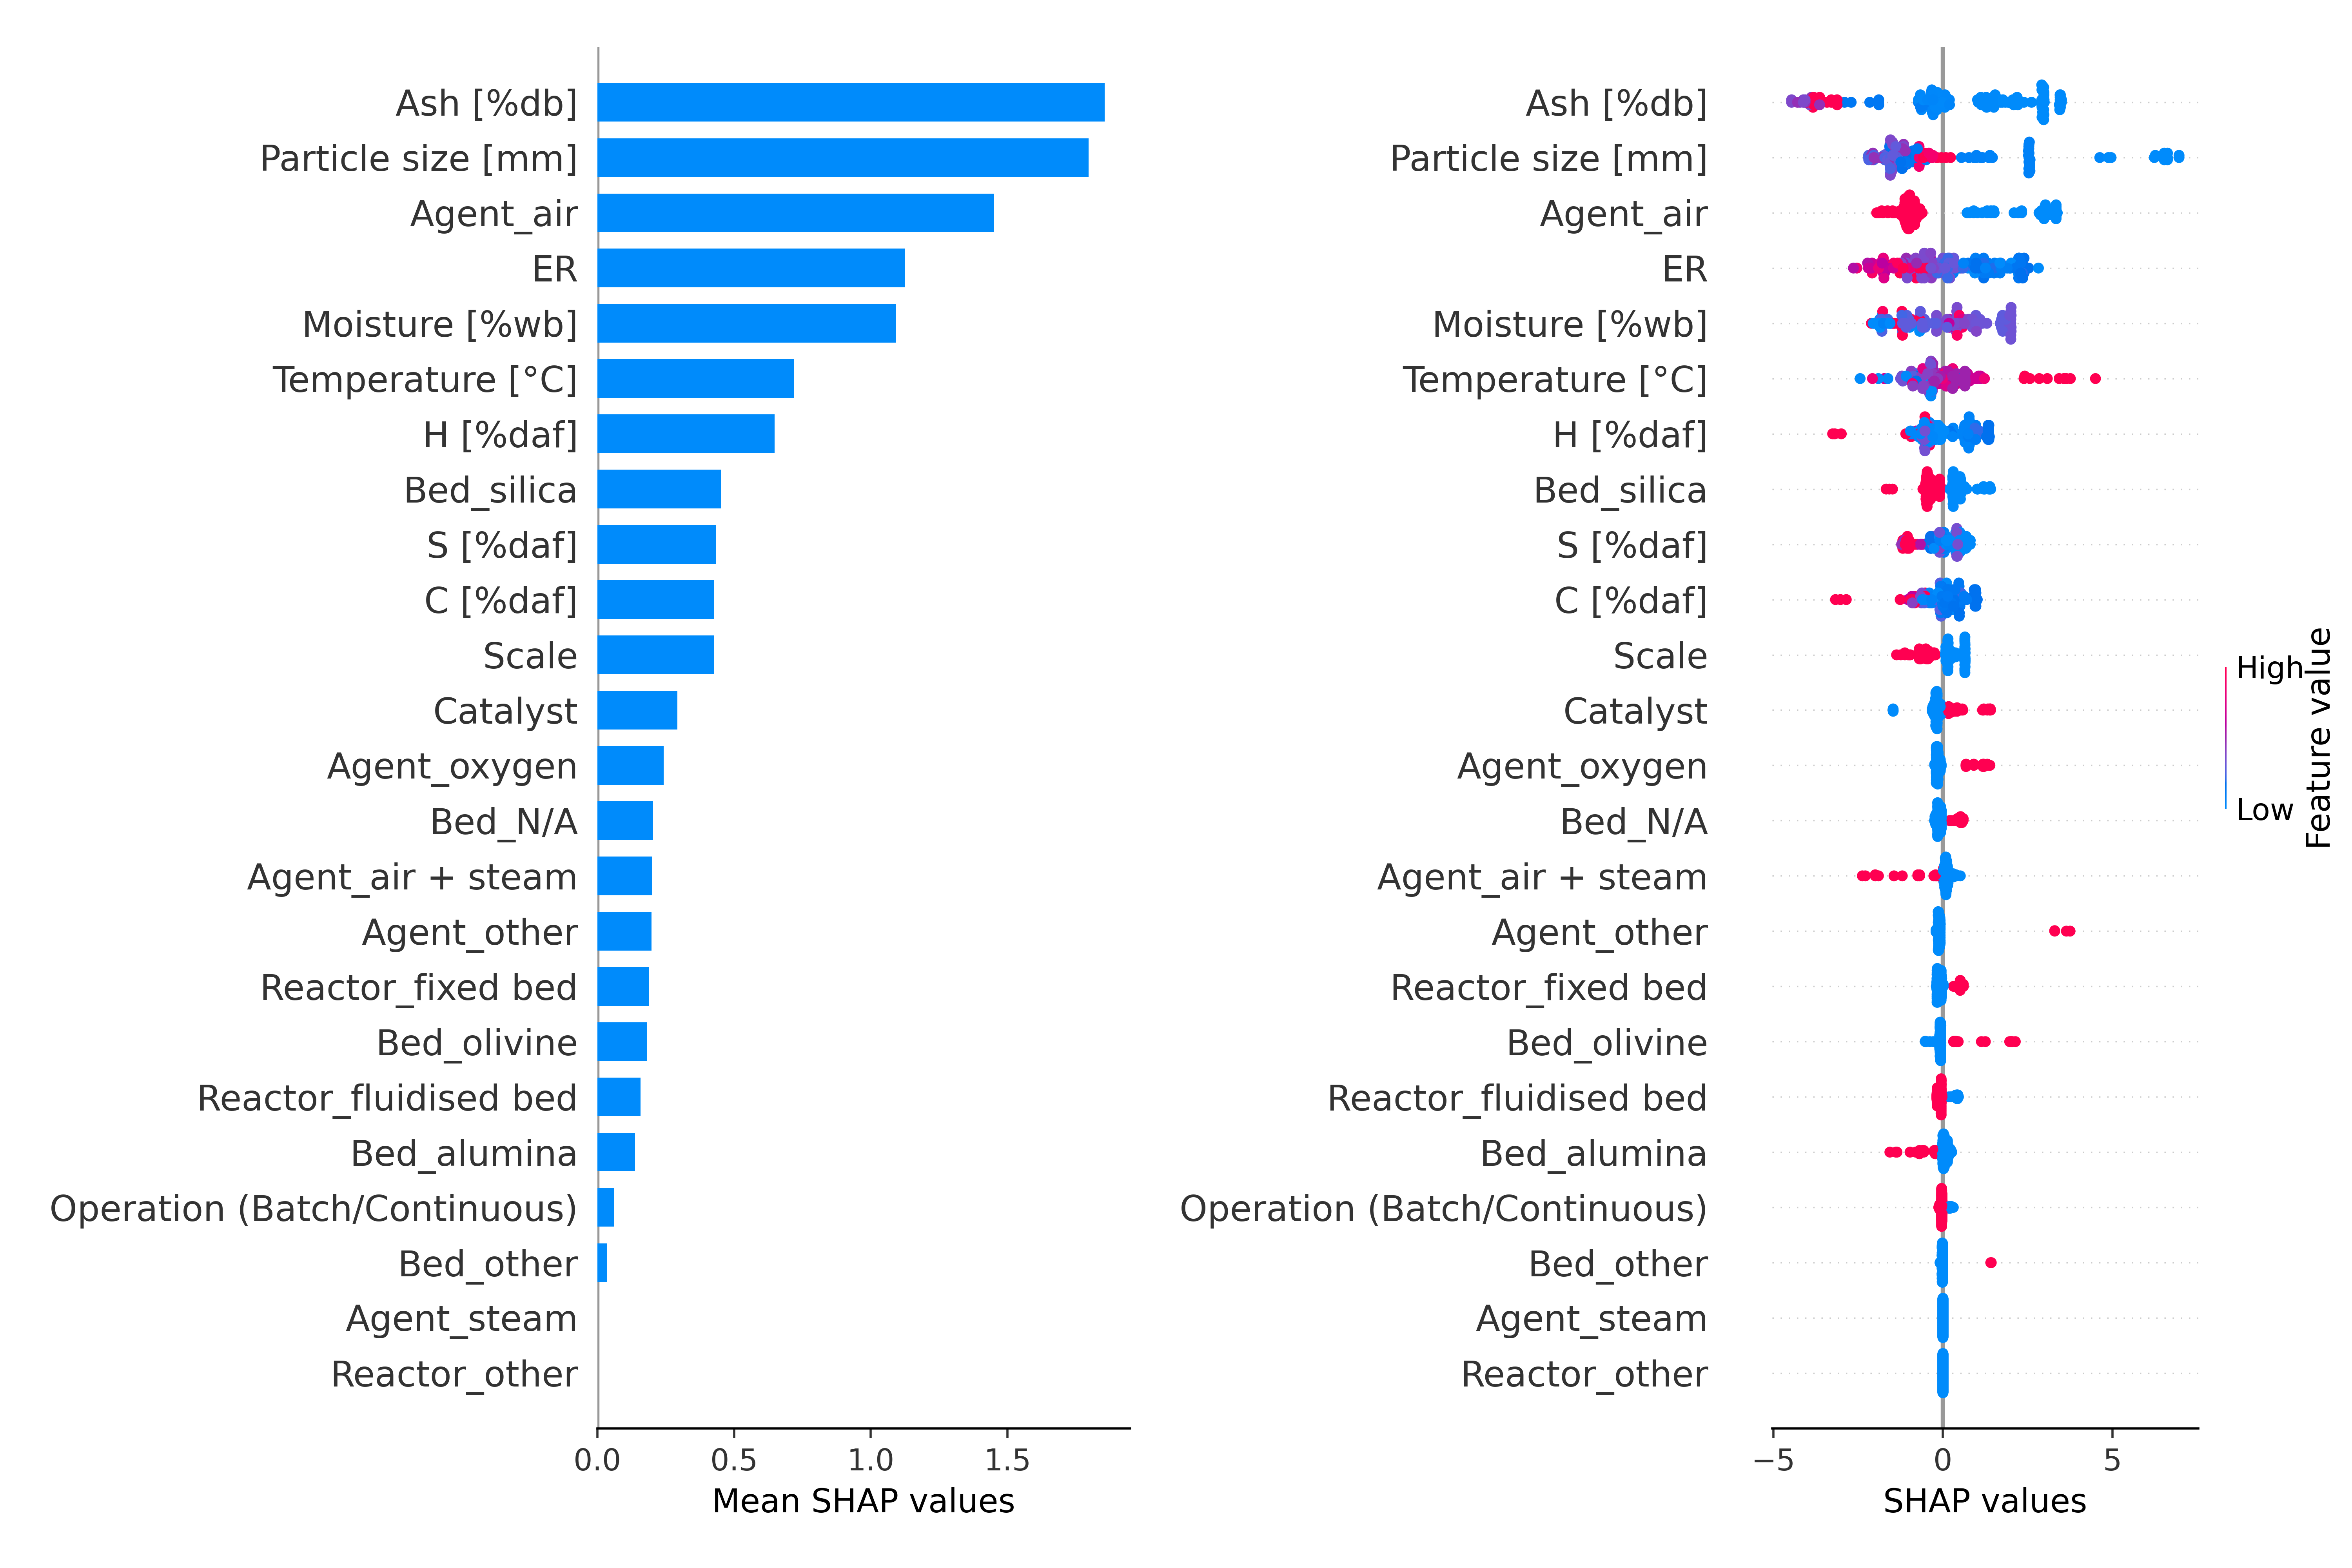 Ash [%db]
Particle size [mm]
Agent_air
ER
Moisture [%wb]
Temperature [°C]
H [%daf]
Bed_silica
S [%daf]
C [%daf]
Scale
Catalyst
Agent_oxygen
Bed_N/A
Agent_air + steam
Agent_other
Reactor_fixed bed
Bed_olivine
Reactor_fluidised bed
Bed_alumina
Operation (Batch/Continuous)
Bed_other
Agent_steam
Reactor_other
0.0 0.5 1.0 1.5
Mean SHAP values
Ash [%db]
Particle size [mm]
Agent_air
ER
Moisture [%wb]
Temperature [°C]
H [%daf]
Bed_silica
S [%daf]
C [%daf]
Scale
Catalyst
Agent_oxygen
Bed_N/A
Agent_air + steam
Agent_other
Reactor_fixed bed
Bed_olivine
Reactor_fluidised bed
Bed_alumina
Operation (Batch/Continuous)
Bed_other
Agent_steam
Reactor_other
−5 0 5
SHAP values
High
Low
Feature value